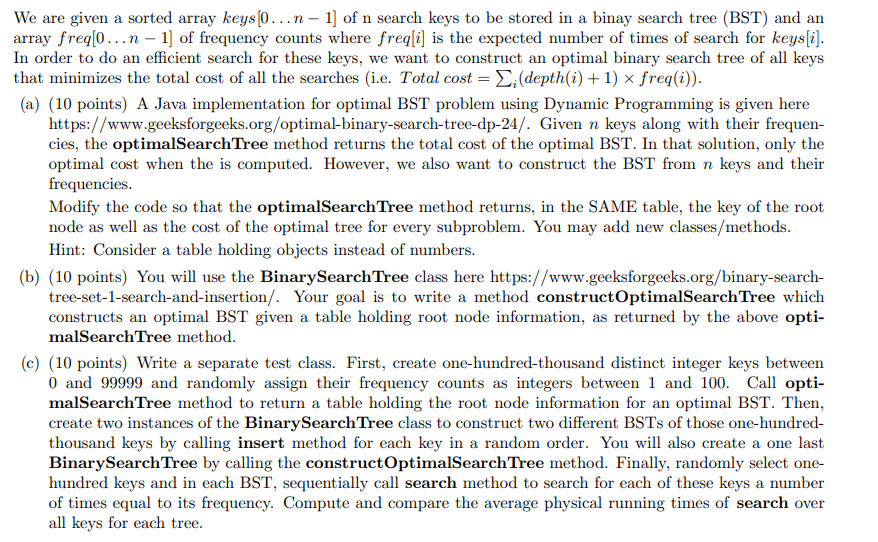 We are given a sorted array keys[0...n − 1] of n search keys to be stored in a binay search tree (BST) and an
array freq[0...n − 1] of frequency counts where freq[i] is the expected number of times of search for keys[i].
In order to do an efficient search for these keys, we want to construct an optimal binary search tree of all keys
that minimizes the total cost of all the searches (i.e. Total cost = ∑ᵢ(depth(i) + 1) × freq(i)).
(a) (10 points) A Java implementation for optimal BST problem using Dynamic Programming is given here
https://www.geeksforgeeks.org/optimal-binary-search-tree-dp-24/. Given n keys along with their frequen-
cies, the optimalSearchTree method returns the total cost of the optimal BST. In that solution, only the
optimal cost when the is computed. However, we also want to construct the BST from n keys and their
frequencies.
Modify the code so that the optimalSearchTree method returns, in the SAME table, the key of the root
node as well as the cost of the optimal tree for every subproblem. You may add new classes/methods.
Hint: Consider a table holding objects instead of numbers.
(b) (10 points) You will use the BinarySearchTree class here https://www.geeksforgeeks.org/binary-search-
tree-set-1-search-and-insertion/. Your goal is to write a method constructOptimalSearchTree which
constructs an optimal BST given a table holding root node information, as returned by the above opti-
malSearchTree method.
(c) (10 points) Write a separate test class. First, create one-hundred-thousand distinct integer keys between
0 and 99999 and randomly assign their frequency counts as integers between 1 and 100. Call opti-
malSearchTree method to return a table holding the root node information for an optimal BST. Then,
create two instances of the BinarySearchTree class to construct two different BSTs of those one-hundred-
thousand keys by calling insert method for each key in a random order. You will also create a one last
BinarySearchTree by calling the constructOptimalSearchTree method. Finally, randomly select one-
hundred keys and in each BST, sequentially call search method to search for each of these keys a number
of times equal to its frequency. Compute and compare the average physical running times of search over
all keys for each tree.